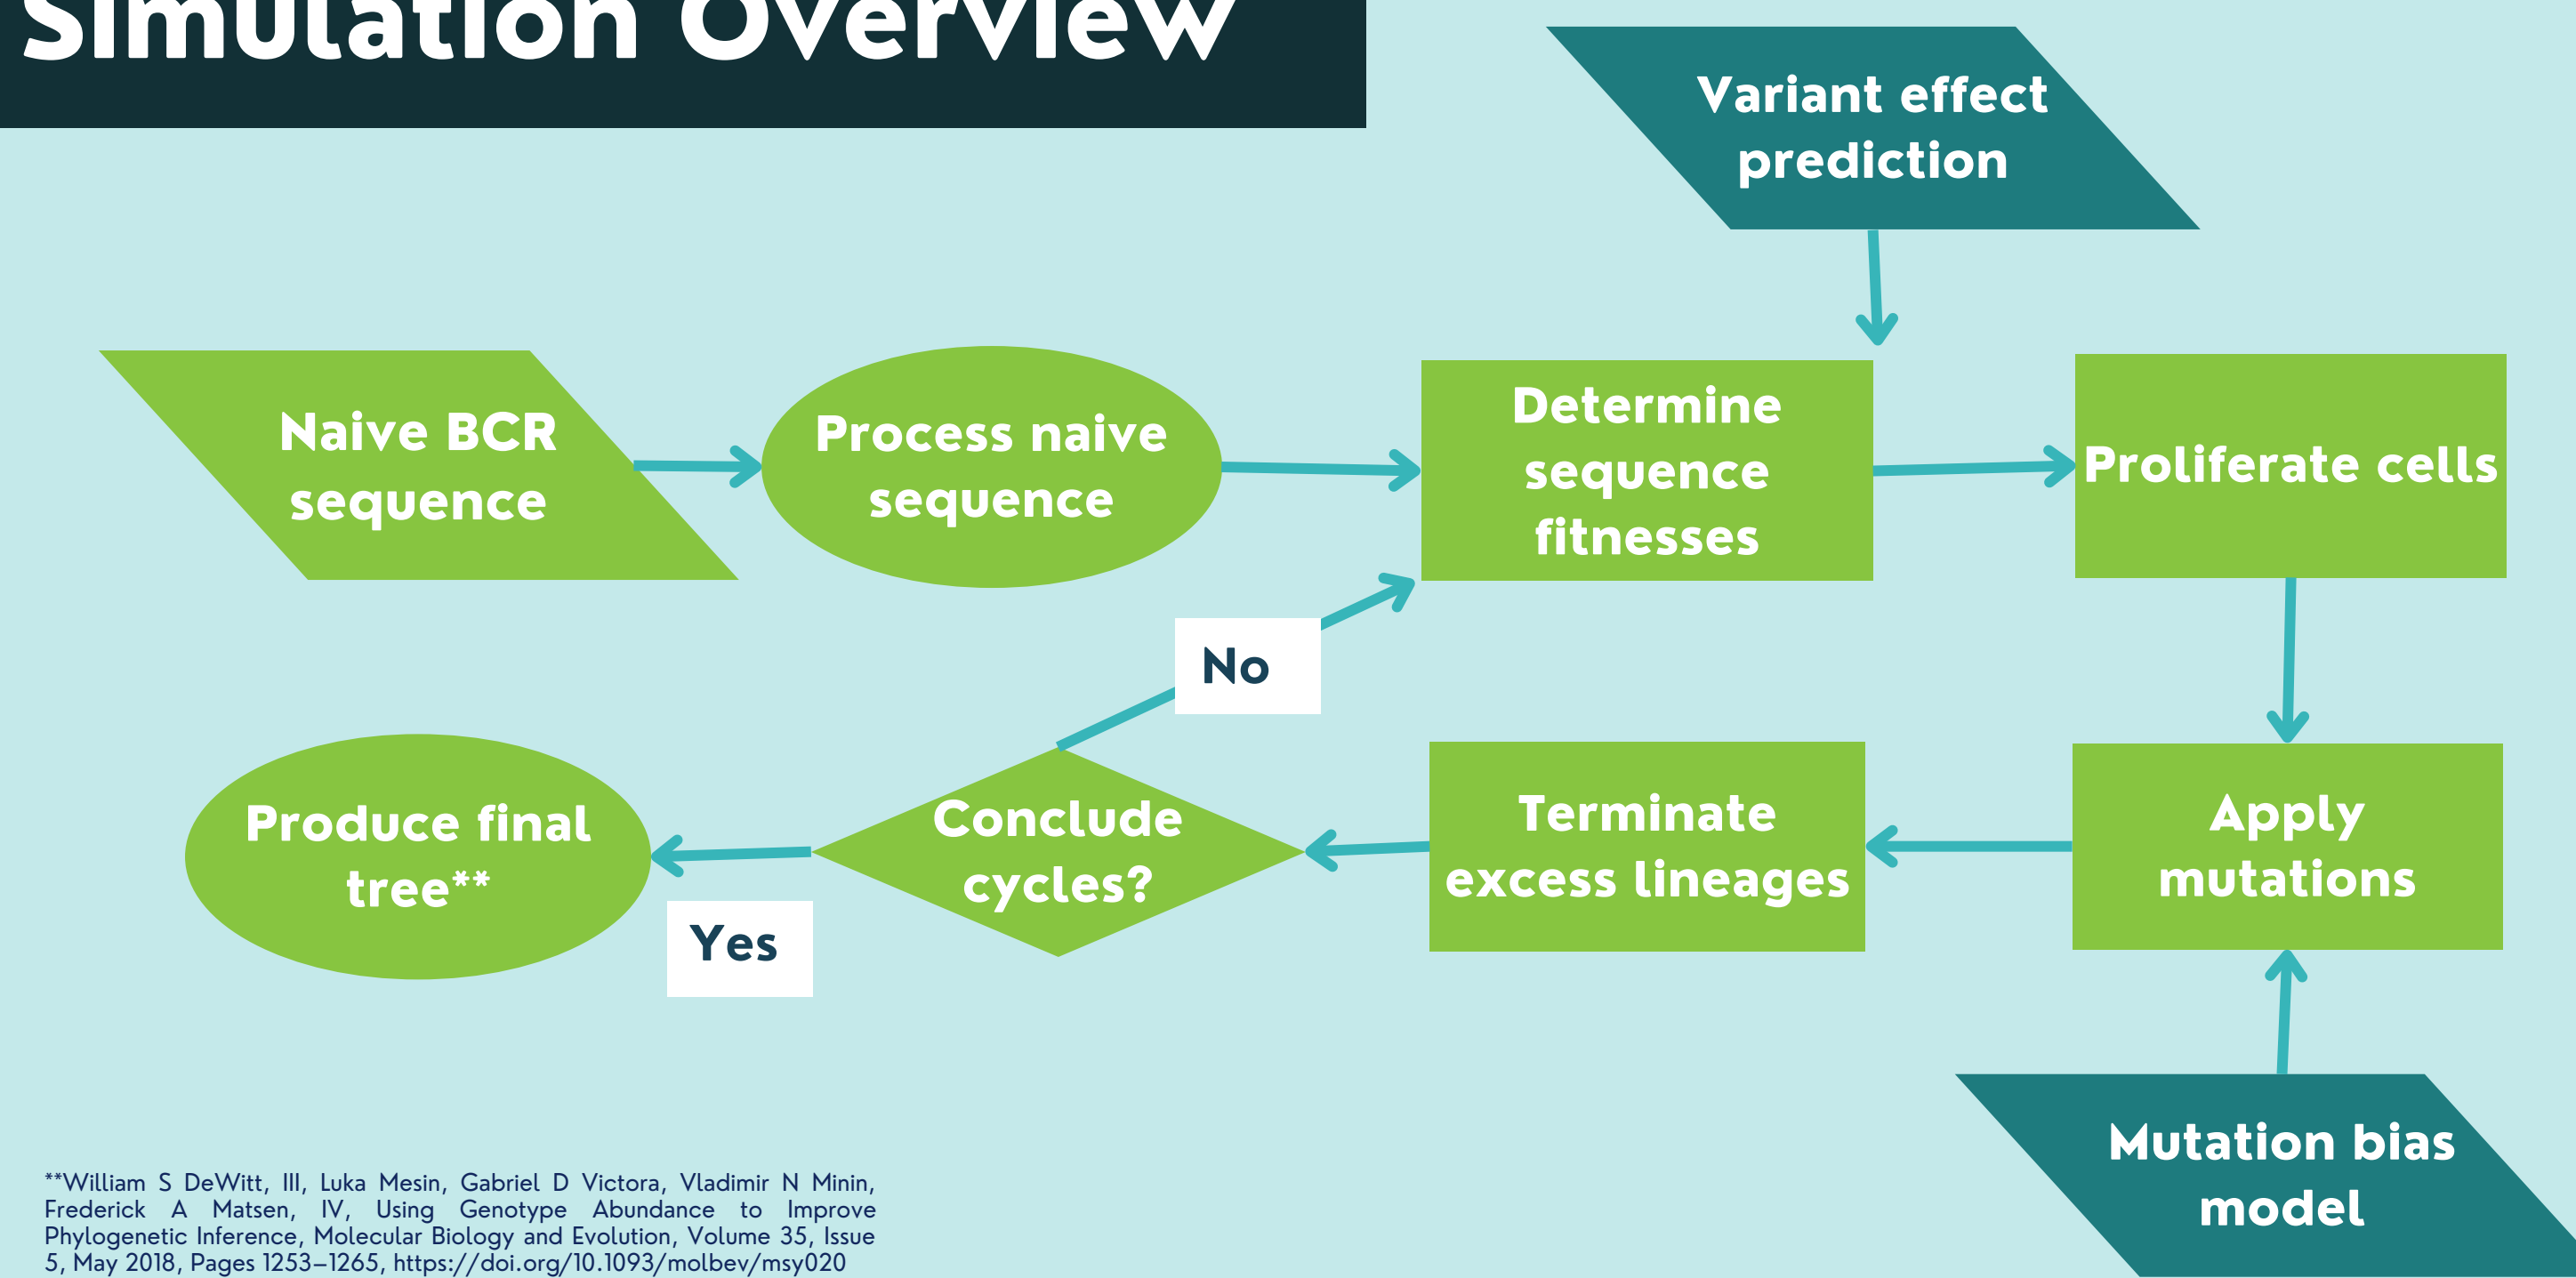 Simulation Overview
Variant effect
prediction
Naive BCR
sequence
Process naive
sequence
Determine
sequence
fitnesses
Proliferate cells
No
Produce final
tree**
Yes
Conclude
cycles?
Terminate
excess lineages
Apply
mutations
Mutation bias
model
**William S DeWitt, III, Luka Mesin, Gabriel D Victora, Vladimir N Minin,
Frederick A Matsen, IV, Using Genotype Abundance to Improve
Phylogenetic Inference, Molecular Biology and Evolution, Volume 35, Issue
5, May 2018, Pages 1253–1265, https://doi.org/10.1093/molbev/msy020